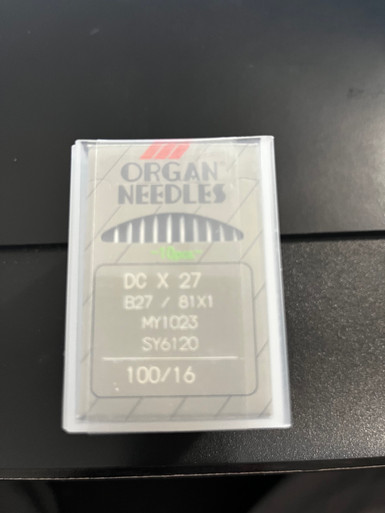 ORGAN
NEEDLES
DC X 27
B27 / 81X1
MY1023
SY6120
100/16